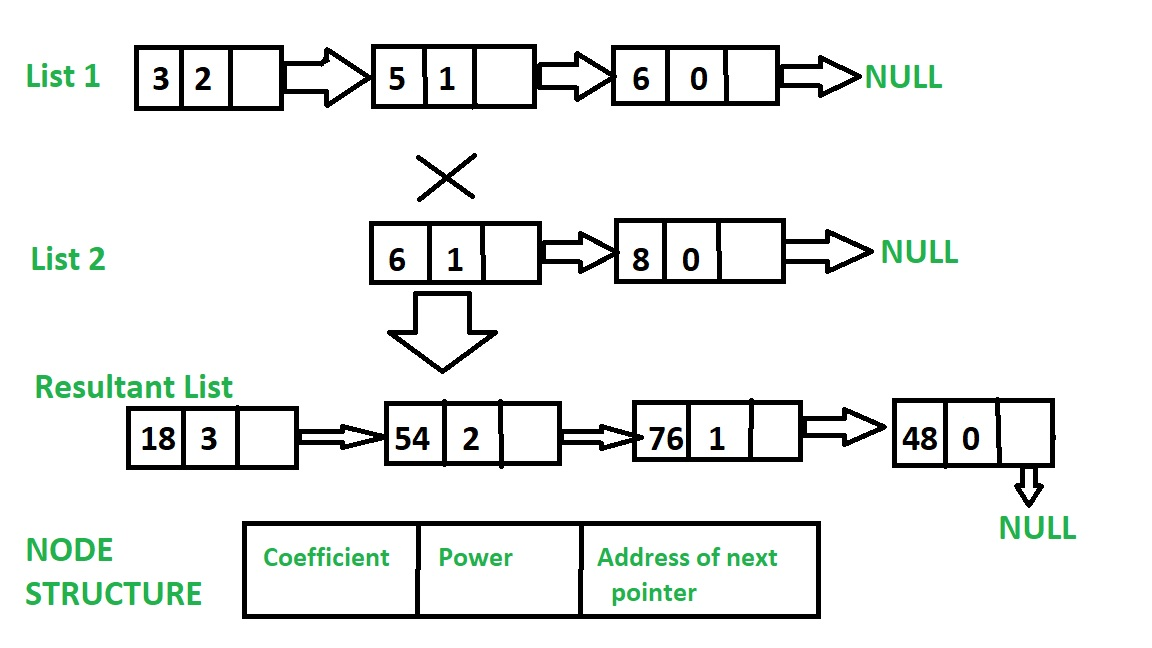 List 1 3 2 5 1 6 0 NULL
List 2 6 1 8 0 NULL
Resultant List
18 3 54 2 76 1 48 0
NULL
NODE STRUCTURE
Coefficient Power Address of next
pointer